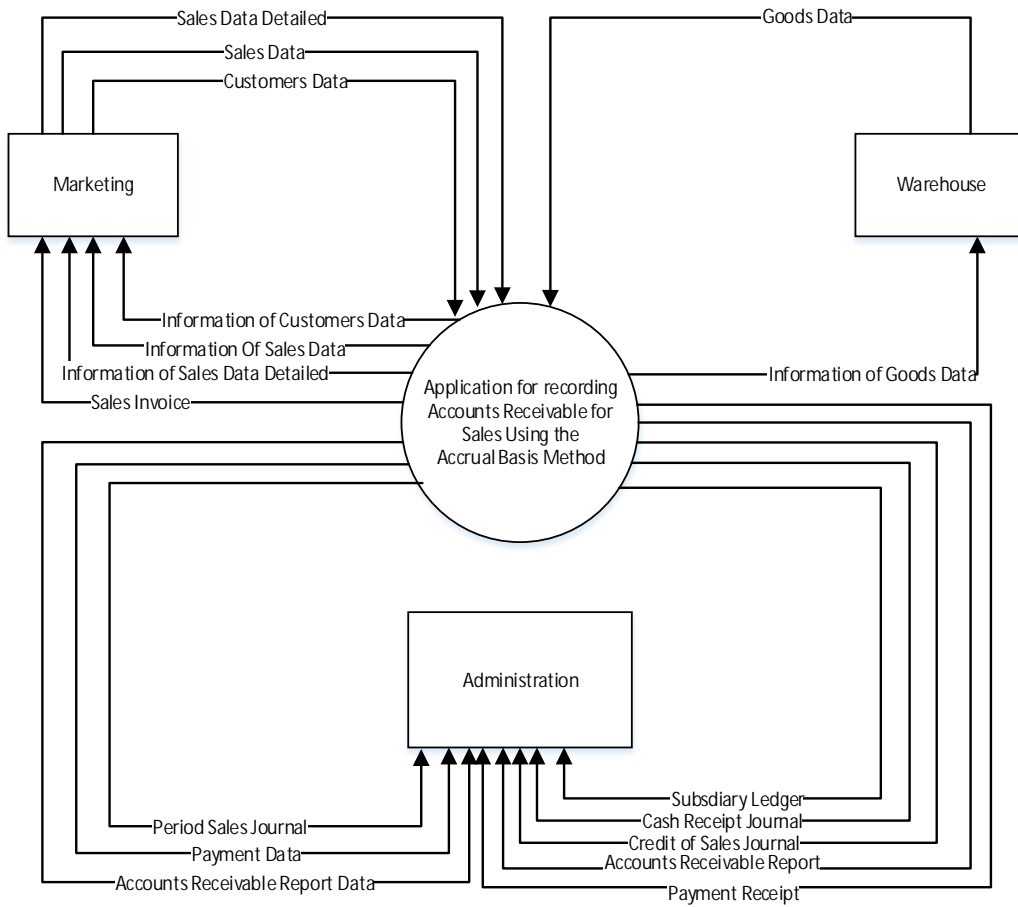 Sales Data Detailed
Goods Data
Sales Data
Customers Data
Marketing
Warehouse
Information of Customers Data
Information Of Sales Data
Information of Sales Data Detailed
Information of Goods Data
Sales Invoice
Application for recording
Accounts Receivable for
Sales Using the
Accrual Basis Method
Administration
Subsdiary Ledger
Cash Receipt Journal
Period Sales Journal
Credit of Sales Journal
Payment Data
Accounts Receivable Report
Accounts Receivable Report Data
Payment Receipt